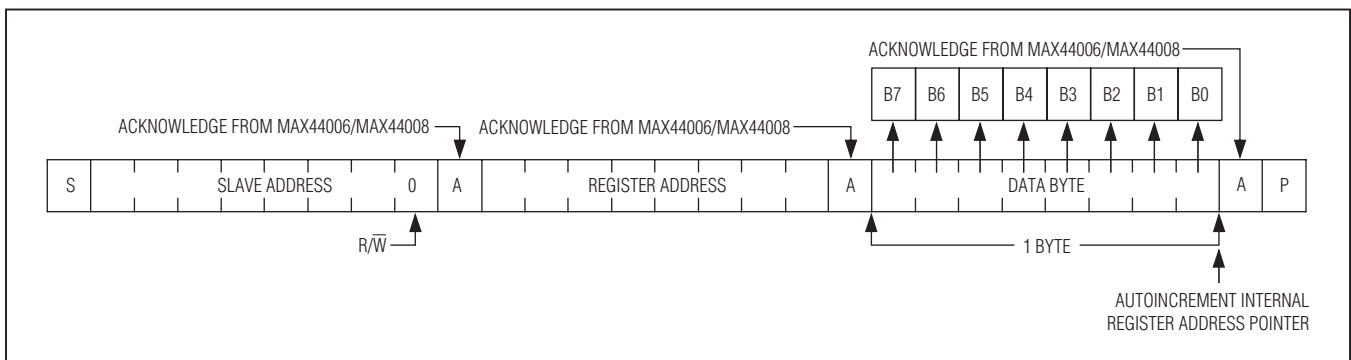 ACKNOWLEDGE FROM MAX44006/MAX44008
B7 B6 B5 B4 B3 B2 B1 B0
ACKNOWLEDGE FROM MAX44006/MAX44008 ACKNOWLEDGE FROM MAX44006/MAX44008
S SLAVE ADDRESS 0 A REGISTER ADDRESS A DATA BYTE A P
R/W̅ 1 BYTE
AUTOINCREMENT INTERNAL
REGISTER ADDRESS POINTER